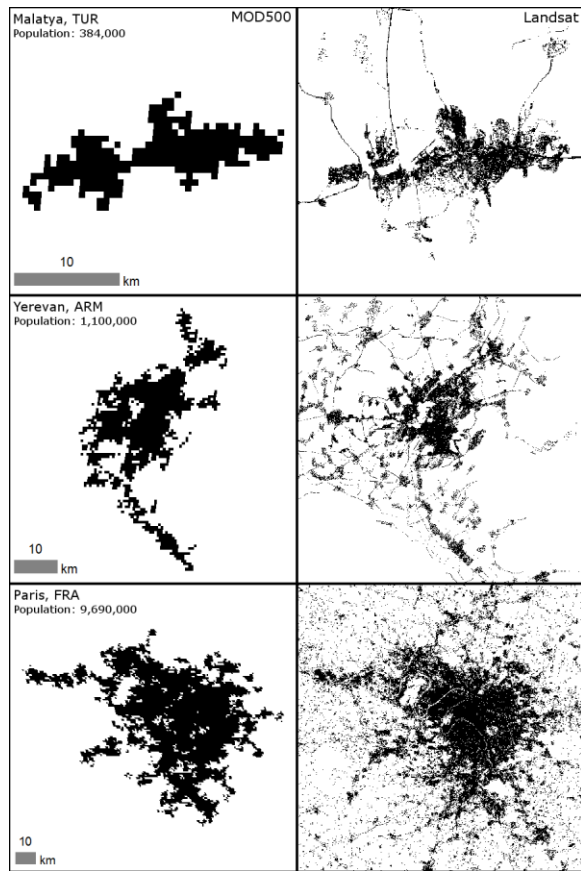 Malatya, TUR
MOD500
Landsat
Population: 384,000
10
km
Yerevan, ARM
Population: 1,100,000
10
km
Paris, FRA
Population: 9,690,000
10
km